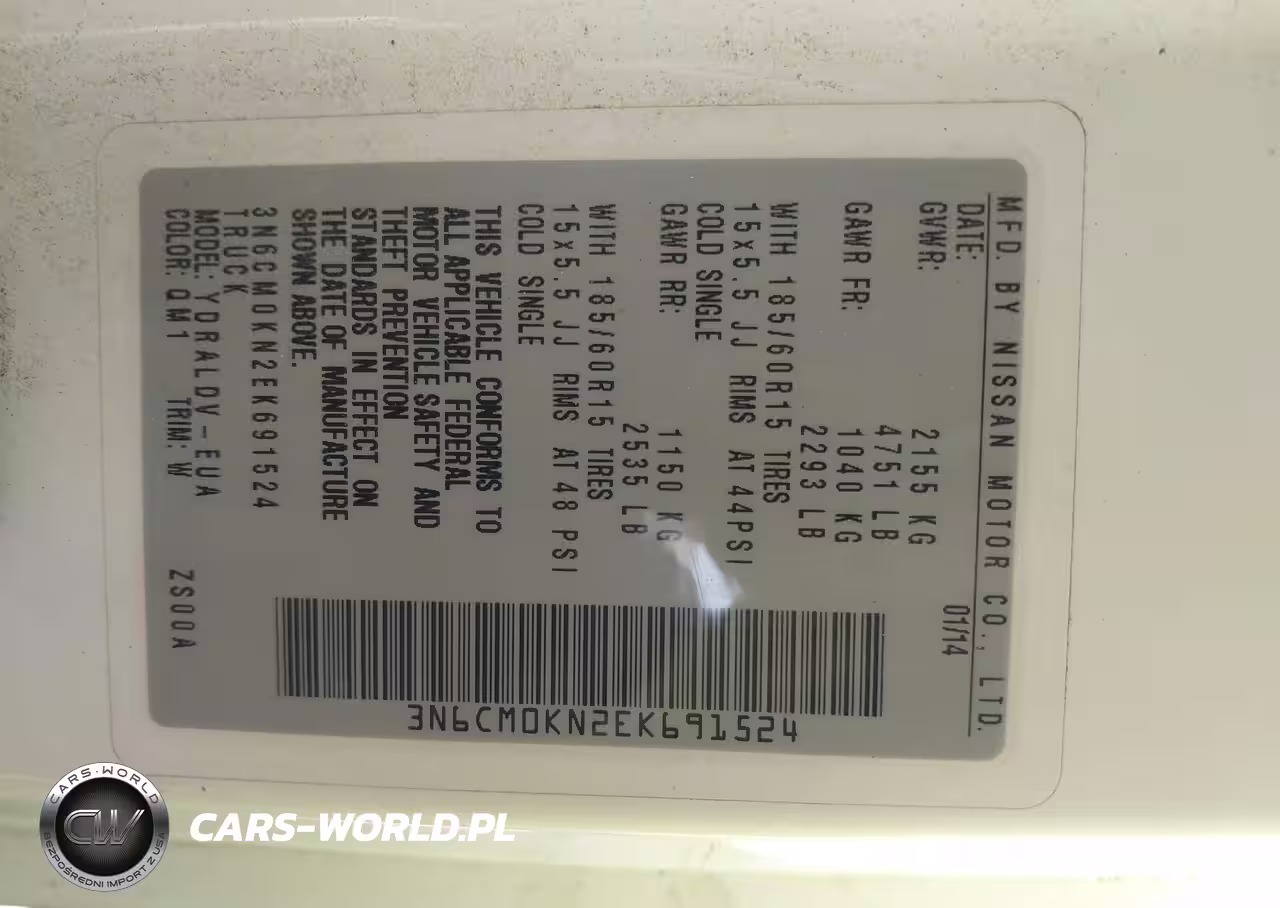 MFD. BY NISSAN MOTOR CO., LTD.
DATE: 01/14
GVWR: 2155 KG
4751 LB
GAWR FR: 1040 KG
2293 LB
WITH 185/60R15 TIRES
15x5.5 JJ RIMS AT 44PSI
COLD SINGLE
GAWR RR: 1150 KG
2535 LB
WITH 185/60R15 TIRES
15x5.5 JJ RIMS AT 48 PSI
COLD SINGLE
THIS VEHICLE CONFORMS TO
ALL APPLICABLE FEDERAL
MOTOR VEHICLE SAFETY AND
THEFT PREVENTION
STANDARDS IN EFFECT ON
THE DATE OF MANUFACTURE
SHOWN ABOVE.
3N6CM0KN2EK691524
TRUCK
MODEL: YDRALDV-EUA
COLOR: QM1 TRIM: W ZS00A
3N6CM0KN2EK691524
CARS-WORLD
CW
BEZPOŚREDNI IMPORT Z USA
CARS-WORLD.PL